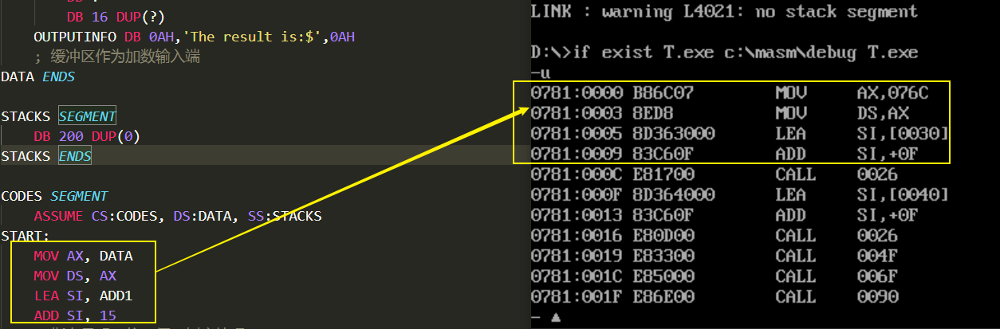 DB 16 DUP(?)
OUTPUTINFO DB 0AH,'The result is:$',0AH
; 缓冲区作为加数输入端
DATA ENDS
STACKS SEGMENT
DB 200 DUP(0)
STACKS ENDS
CODES SEGMENT
ASSUME CS:CODES, DS:DATA, SS:STACKS
START:
MOV AX, DATA
MOV DS, AX
LEA SI, ADD1
ADD SI, 15
LINK : warning L4021: no stack segment
D:\>if exist T.exe c:\masm\debug T.exe
-u
0781:0000 B86C07 MOV AX,076C
0781:0003 8ED8 MOV DS,AX
0781:0005 8D363000 LEA SI,[0030]
0781:0009 83C60F ADD SI,+0F
0781:000C E81700 CALL 0026
0781:000F 8D364000 LEA SI,[0040]
0781:0013 83C60F ADD SI,+0F
0781:0016 E80D00 CALL 0026
0781:0019 E83300 CALL 004F
0781:001C E85000 CALL 006F
0781:001F E86E00 CALL 0090
-